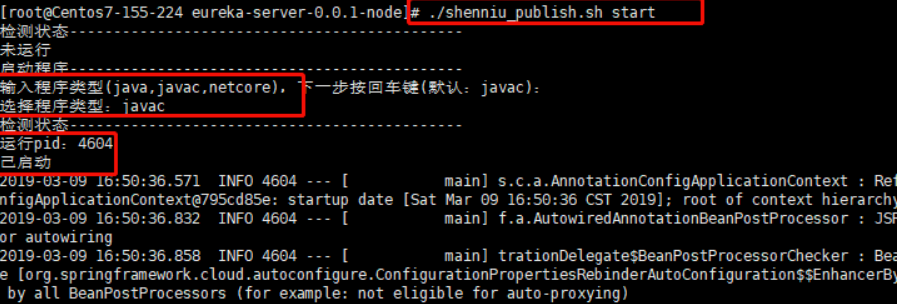 [root@Centos7-155-224 eureka-server-0.0.1-node]# ./shenniu_publish.sh start
检测状态---------------------------------------------
未运行
启动程序---------------------------------------------
输入程序类型(java,javac,netcore)，下一步按回车键(默认：javac)：
选择程序类型：javac
检测状态---------------------------------------------
运行pid：4604
已启动
2019-03-09 16:50:36.571  INFO 4604 --- [           main] s.c.a.AnnotationConfigApplicationContext : Ref
nfigApplicationContext@795cd85e: startup date [Sat Mar 09 16:50:36 CST 2019]; root of context hierarchy
2019-03-09 16:50:36.832  INFO 4604 --- [           main] f.a.AutowiredAnnotationBeanPostProcessor : JSR
or autowiring
2019-03-09 16:50:36.858  INFO 4604 --- [           main] trationDelegate$BeanPostProcessorChecker : Bea
e [org.springframework.cloud.autoconfigure.ConfigurationPropertiesRebinderAutoConfiguration$$EnhancerBy
by all BeanPostProcessors (for example: not eligible for auto-proxying)